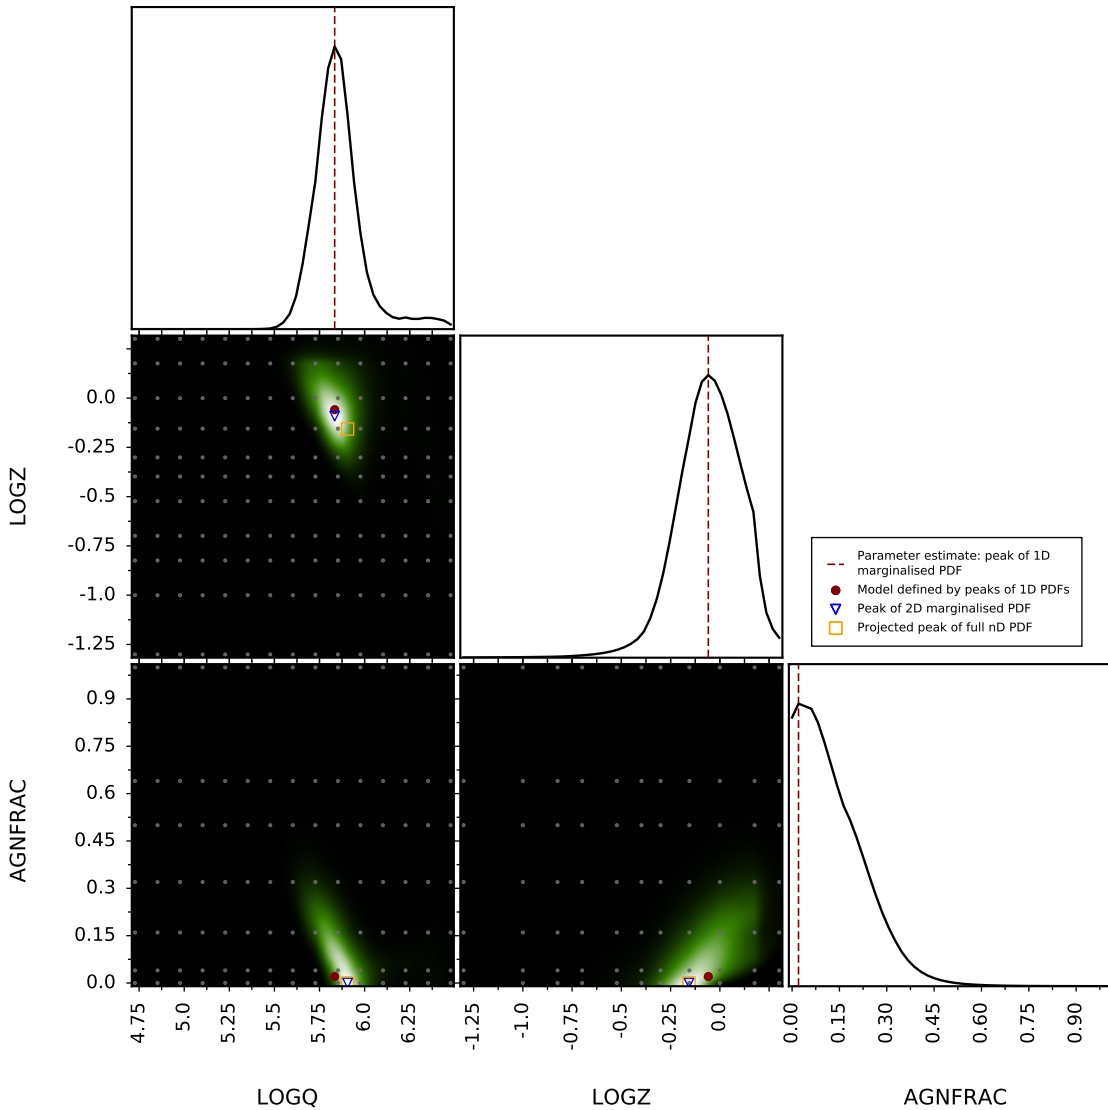 0.0
-0.25
-0.5
-0.75
-1.0
-1.25
LOGZ
Parameter estimate: peak of 1D
marginalised PDF
Model defined by peaks of 1D PDFs
Peak of 2D marginalised PDF
Projected peak of full nD PDF
0.9
0.75
0.6
0.45
0.3
0.15
0.0
AGNFRAC
4.75 5.0 5.25 5.5 5.75 6.0 6.25
-1.25 -1.0 -0.75 -0.5 -0.25 0.0
0.00 0.15 0.30 0.45 0.60 0.75 0.90
LOGQ LOGZ AGNFRAC